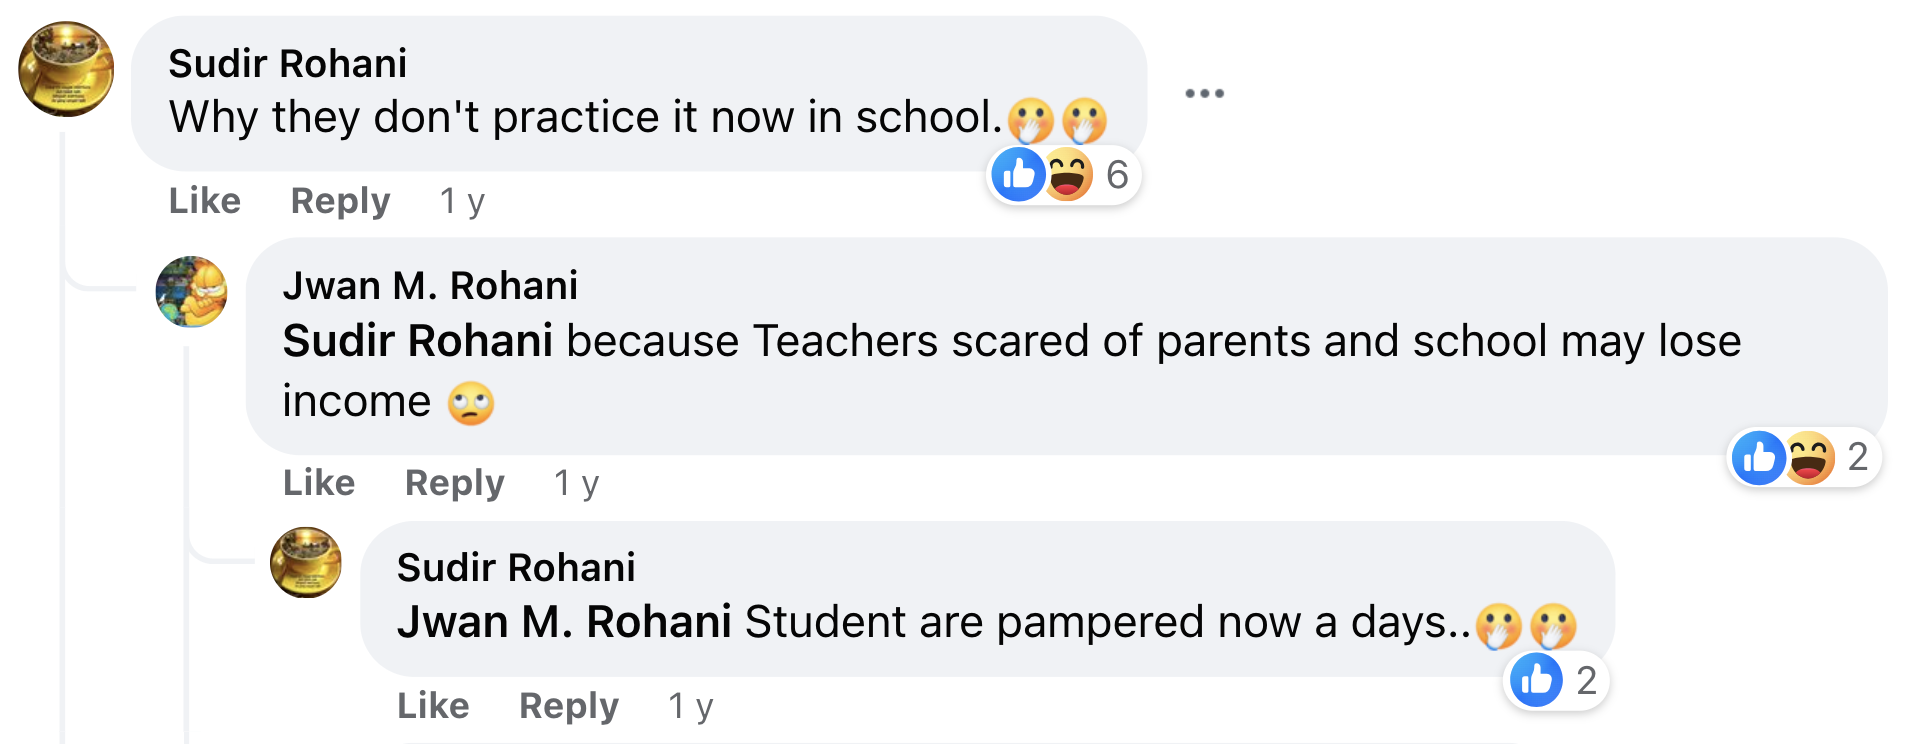 Sudir Rohani
Why they don't practice it now in school.🫢🫢
6
Like Reply 1 y
Jwan M. Rohani
Sudir Rohani because Teachers scared of parents and school may lose
income 🙄
2
Like Reply 1 y
Sudir Rohani
Jwan M. Rohani Student are pampered now a days..🫢🫢
2
Like Reply 1 y